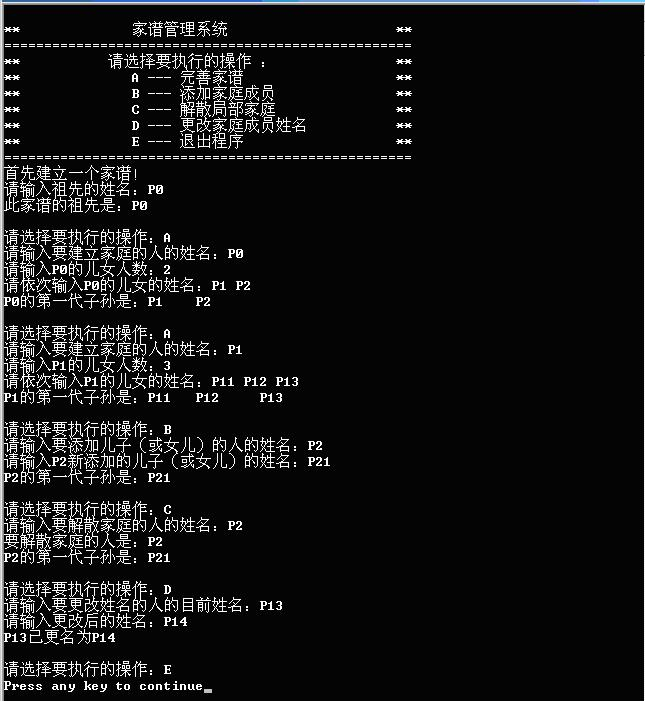 ** 家谱管理系统 **
===================================================
** 请选择要执行的操作 : **
** A --- 完善家谱 **
** B --- 添加家庭成员 **
** C --- 解散局部家庭 **
** D --- 更改家庭成员姓名 **
** E --- 退出程序 **
===================================================
首先建立一个家谱!
请输入祖先的姓名: P0
此家谱的祖先是: P0
请选择要执行的操作: A
请输入要建立家庭的人的姓名: P0
请输入P0的儿女人数: 2
请依次输入P0的儿女的姓名: P1 P2
P0的第一代子孙是: P1 P2
请选择要执行的操作: A
请输入要建立家庭的人的姓名: P1
请输入P1的儿女人数: 3
请依次输入P1的儿女的姓名: P11 P12 P13
P1的第一代子孙是: P11 P12 P13
请选择要执行的操作: B
请输入要添加儿子（或女儿）的人的姓名: P2
请输入P2新添加的儿子（或女儿）的姓名: P21
P2的第一代子孙是: P21
请选择要执行的操作: C
请输入要解散家庭的人的姓名: P2
要解散家庭的人是: P2
P2的第一代子孙是: P21
请选择要执行的操作: D
请输入要更改姓名的人的目前姓名: P13
请输入更改后的姓名: P14
P13已更名为P14
请选择要执行的操作: E
Press any key to continue_